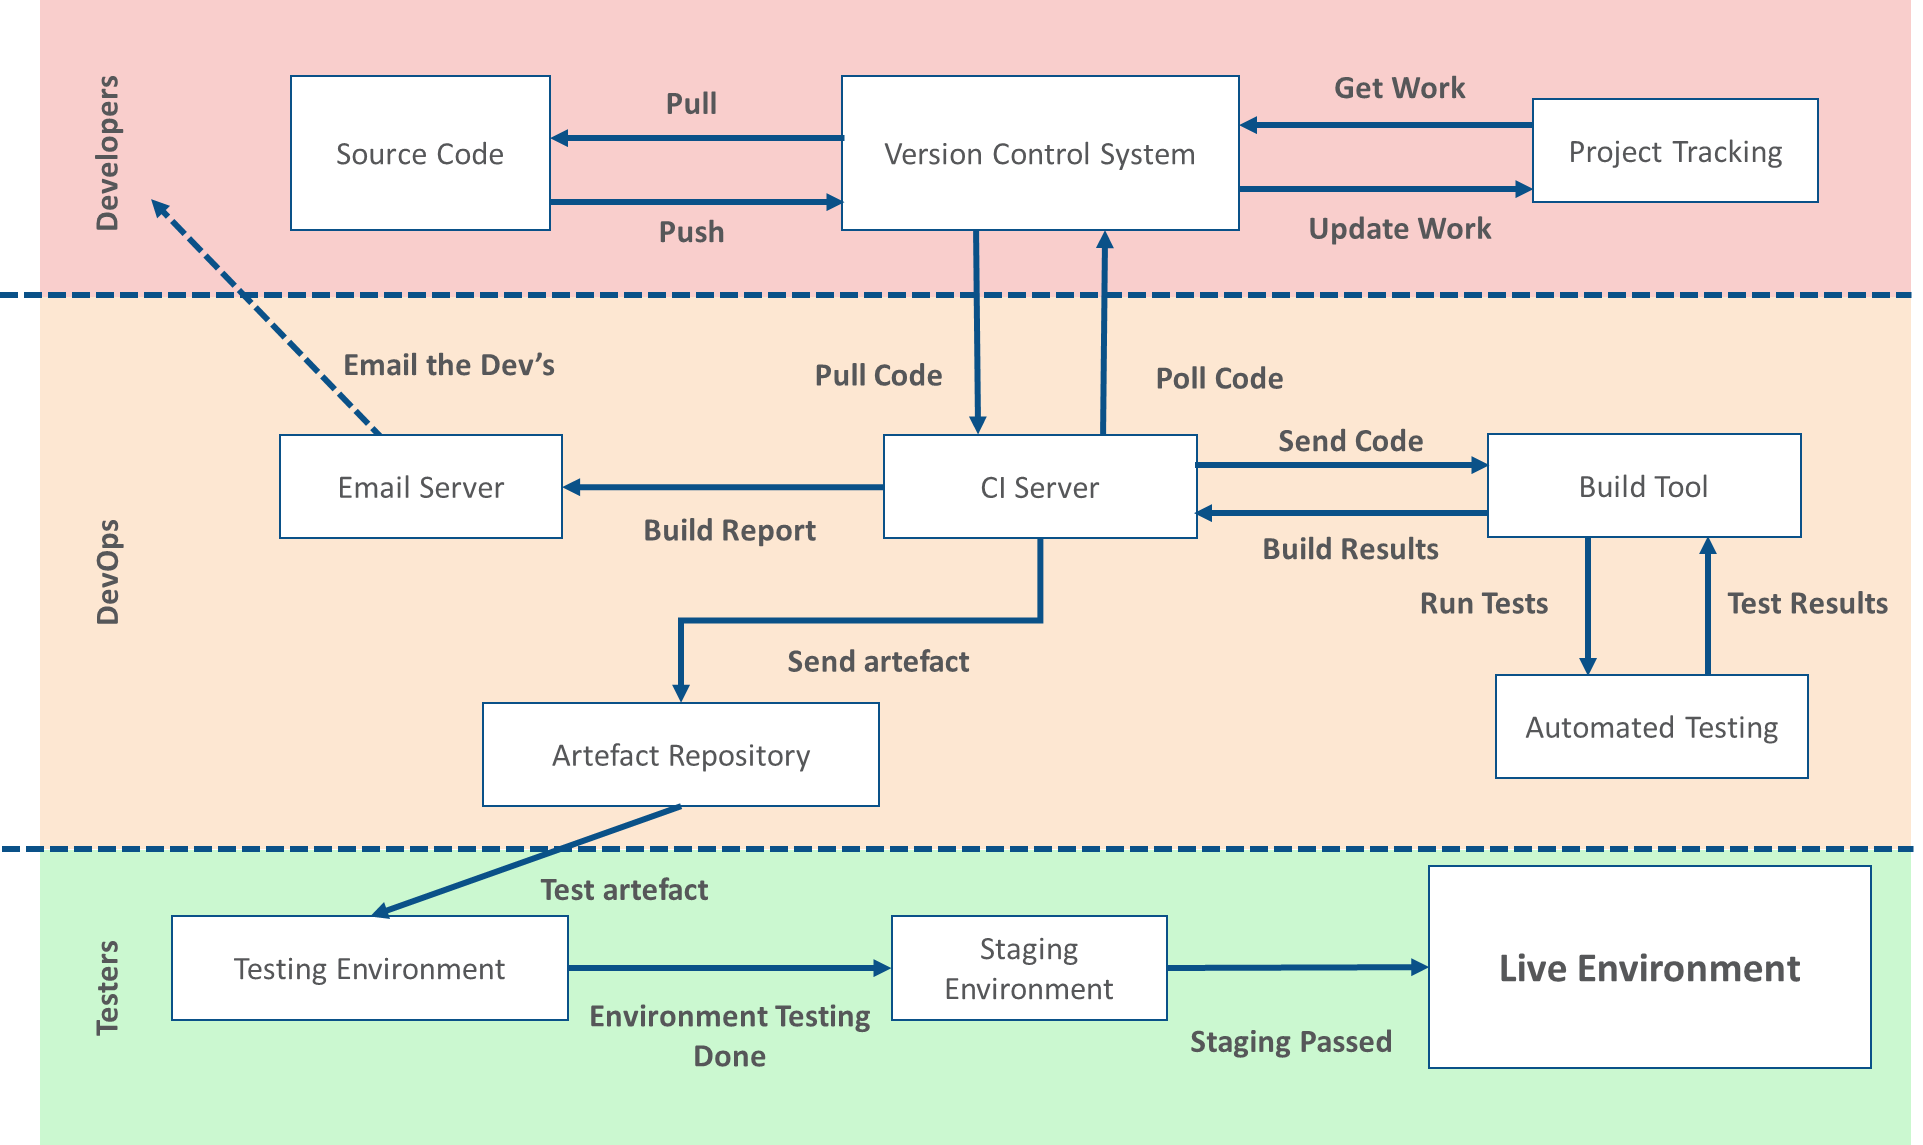 Developers
Source Code
Pull
Push
Version Control System
Get Work
Update Work
Project Tracking
Email the Dev’s
Pull Code
Poll Code
DevOps
Email Server
Build Report
CI Server
Send Code
Build Results
Build Tool
Run Tests
Test Results
Send artefact
Artefact Repository
Automated Testing
Test artefact
Testers
Testing Environment
Environment Testing
Done
Staging
Environment
Staging Passed
Live Environment